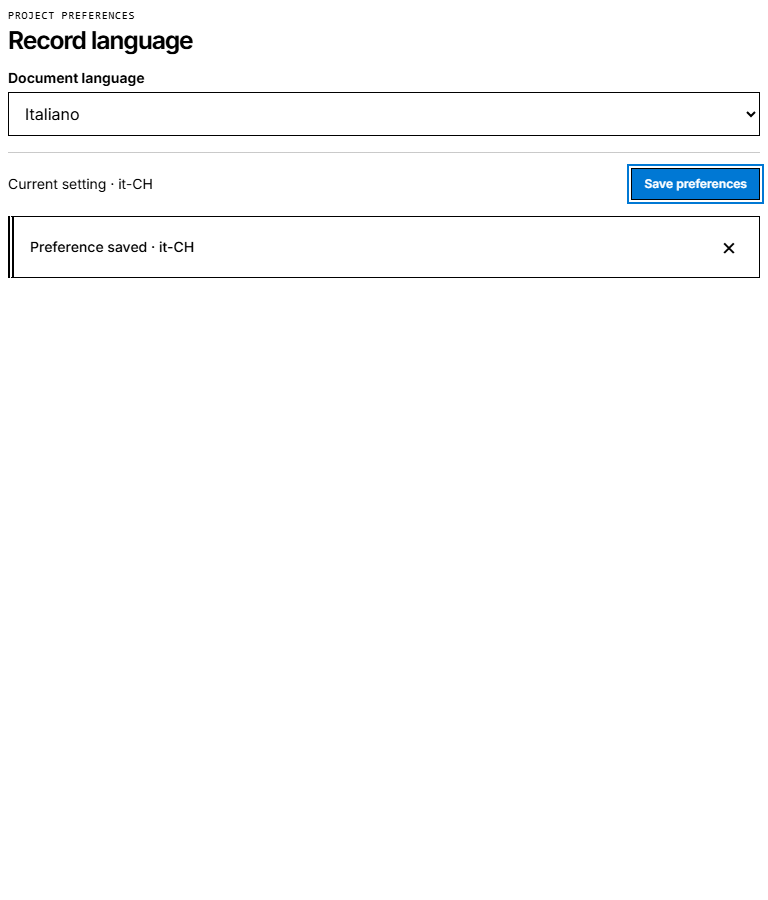 PROJECT PREFERENCES
Record language
Document language
Italiano
Current setting · it-CH
Save preferences
Preference saved · it-CH
×